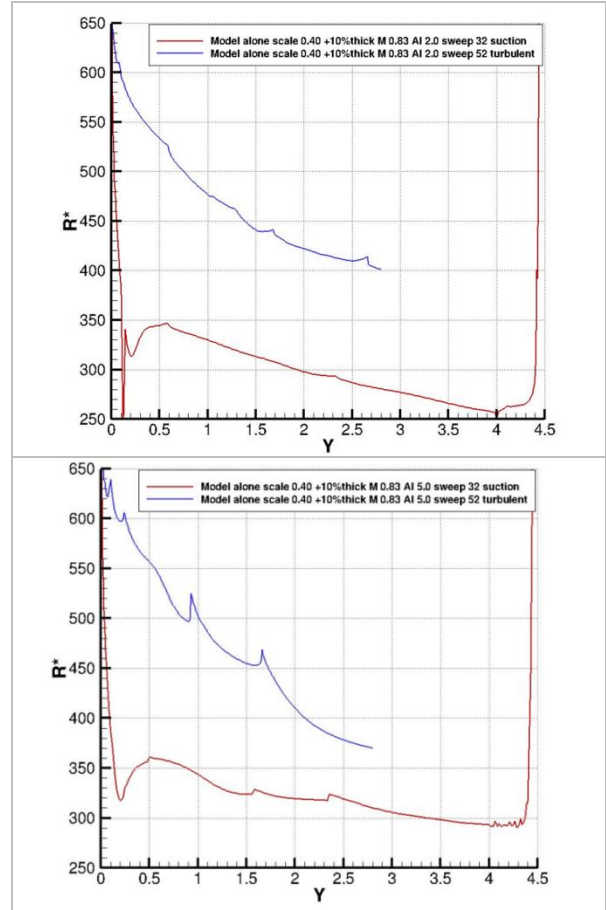 650
600
550
500
450
400
350
300
250
R*
Model alone scale 0.40 +10%thick M 0.83 Al 2.0 sweep 32 suction
Model alone scale 0.40 +10%thick M 0.83 Al 2.0 sweep 52 turbulent
0 0.5 1 1.5 2 2.5 3 3.5 4 4.5
Y
650
600
550
500
450
400
350
300
250
R*
Model alone scale 0.40 +10%thick M 0.83 Al 5.0 sweep 32 suction
Model alone scale 0.40 +10%thick M 0.83 Al 5.0 sweep 52 turbulent
0 0.5 1 1.5 2 2.5 3 3.5 4 4.5
Y